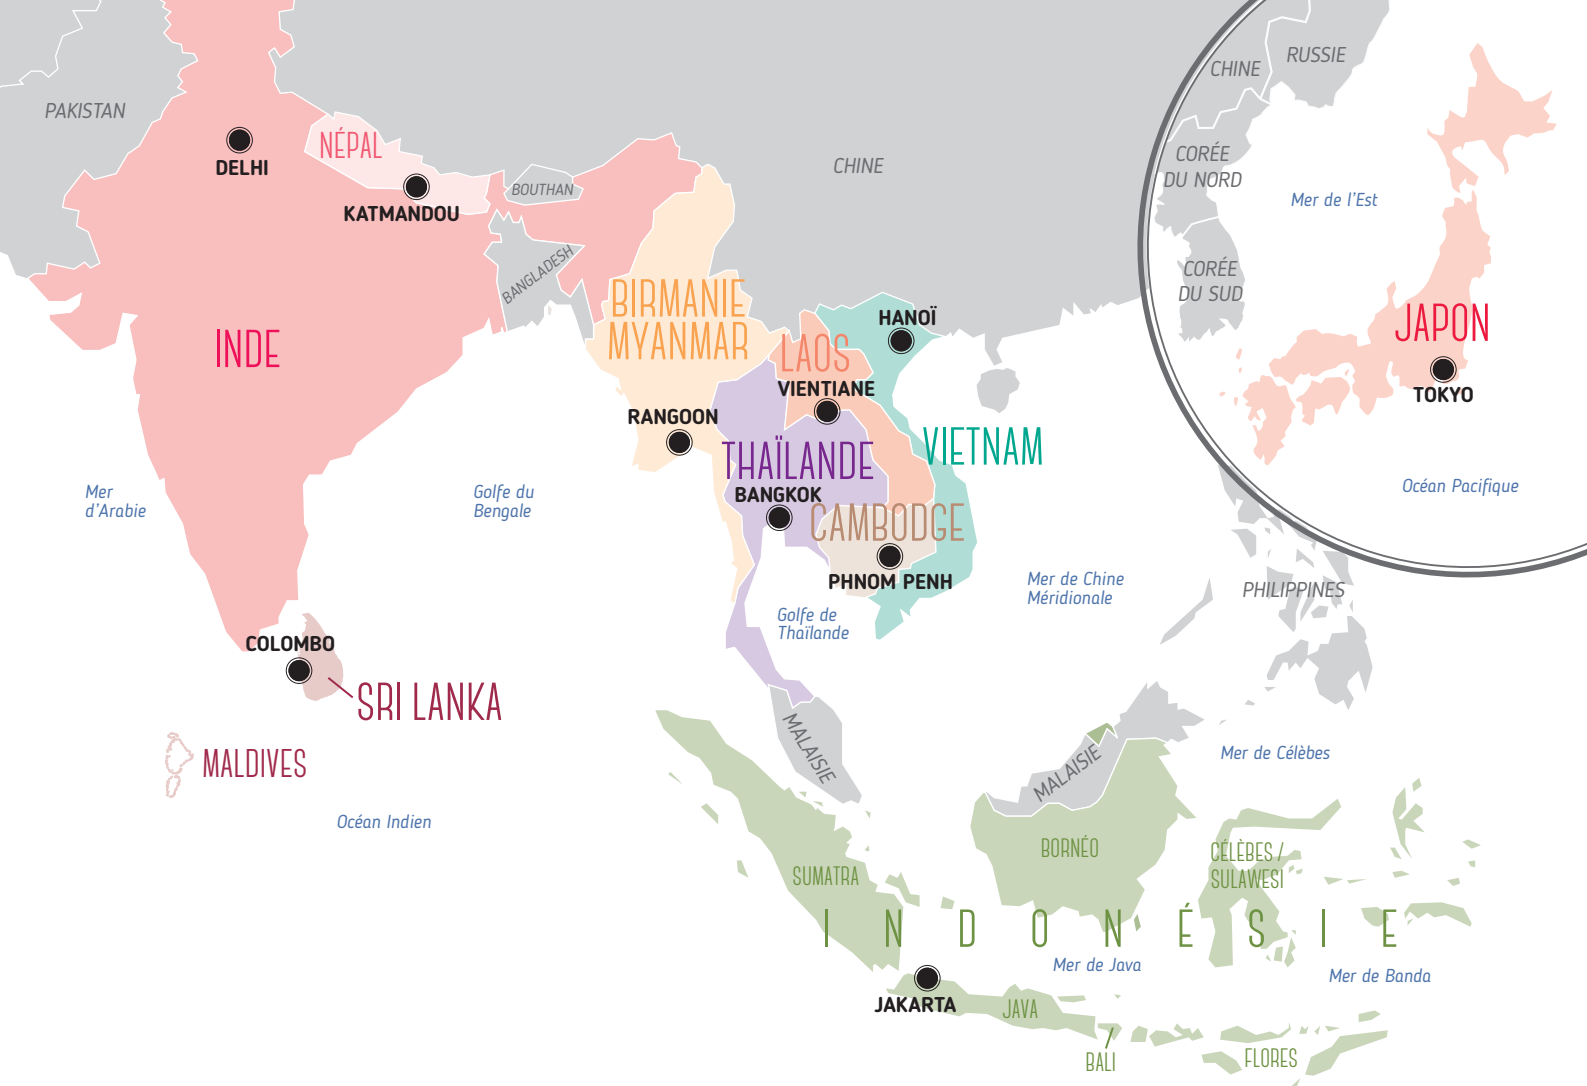 PAKISTAN
DELHI
NÉPAL
KATMANDOU
BOUTHAN
BANGLADESH
CHINE
CHINE
RUSSIE
CORÉE
DU NORD
Mer de l'Est
CORÉE
DU SUD
JAPON
TOKYO
Océan Pacifique
INDE
BIRMANIE
MYANMAR
RANGOON
LAOS
VIENTIANE
HANOÏ
VIETNAM
THAÏLANDE
BANGKOK
CAMBODGE
PHNOM PENH
Mer
d'Arabie
Golfe du
Bengale
Golfe de
Thaïlande
Mer de Chine
Méridionale
PHILIPPINES
COLOMBO
SRI LANKA
MALDIVES
Océan Indien
MALAISIE
MALAISIE
Mer de Célèbes
BORNÉO
CÉLÈBES /
SULAWESI
SUMATRA
INDONÉSIE
Mer de Java
Mer de Banda
JAKARTA
JAVA
BALI
FLORES